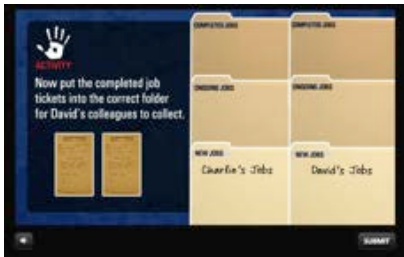 ACTIVITY
Now put the completed job
tickets into the correct folder
for David's colleagues to collect.
COMPLETED JOBS
COMPLETED JOBS
ONGOING JOBS
ONGOING JOBS
NEW JOBS
NEW JOBS
Charlie's Jobs
David's Jobs
SUBMIT